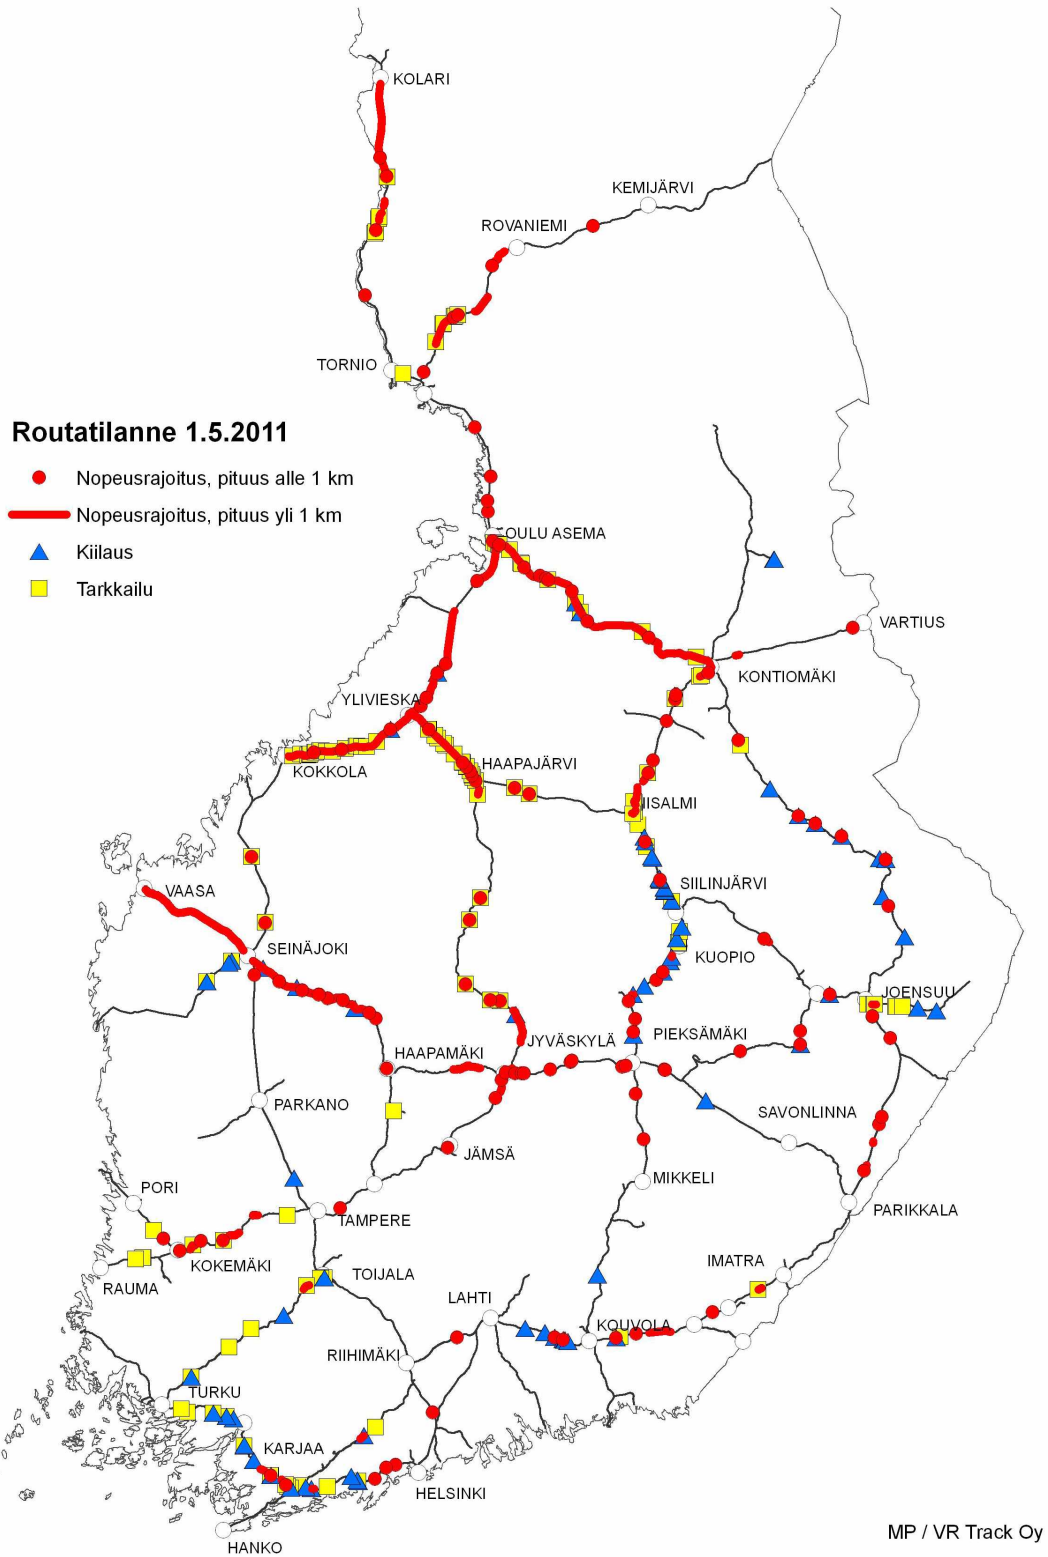 KOLARI
KEMIJÄRVI
ROVANIEMI
TORNIO
Routatilanne 1.5.2011
Nopeusrajoitus, pituus alle 1 km
Nopeusrajoitus, pituus yli 1 km
Kiilaus
Tarkkailu
OULU ASEMA
VARTIUS
KONTIOMÄKI
YLIVIESKA
HAAPAJÄRVI
KOKKOLA
IISALMI
VAASA
SIILINJÄRVI
SEINÄJOKI
KUOPIO
JOENSUU
JYVÄSKYLÄ
PIEKSÄMÄKI
HAAPAMÄKI
PARKANO
SAVONLINNA
JÄMSÄ
MIKKELI
PORI
PARIKKALA
TAMPERE
KOKEMÄKI
IMATRA
TOIJALA
RAUMA
LAHTI
KOUVOLA
RIIHIMÄKI
TURKU
KARJAA
HELSINKI
MP / VR Track Oy
HANKO